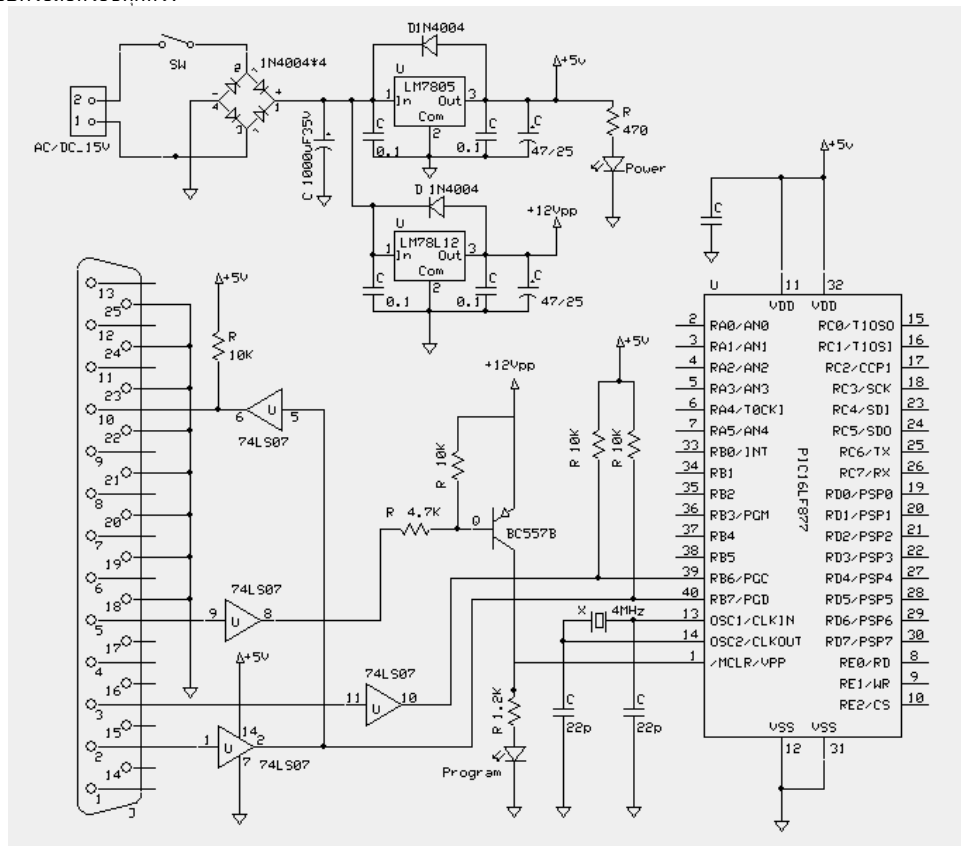 SW
1N4004*4
2
+
-
4
1
3
2
1
AC/DC_15V
C 1000uF35V
D1N4004
U
LM7805
1
In Out
3
Com
2
C
0.1
C
0.1
C
47/25
+5v
R
470
Power
D 1N4004
U
LM78L12
1
In Out
3
Com
2
C
0.1
C
0.1
C
47/25
+12Vpp
+5v
C
13
25
12
24
11
23
10
22
9
21
8
20
7
19
6
18
5
17
4
16
3
15
2
14
1
J
+5v
R
10K
6
U
5
74LS07
+12Vpp
R 10K
R 4.7K
Q
BC557B
+5v
R 10K
R 10K
74LS07
9
U
8
+5v
74LS07
11
U
10
1
U
14
2
7
74LS07
R 1.2K
Program
X
4MHz
C
22p
C
22p
U
11
32
VDD VDD
PIC16LF877
2 RA0/AN0 RC0/T1OSO 15
3 RA1/AN1 RC1/T1OSI 16
4 RA2/AN2 RC2/CCP1 17
5 RA3/AN3 RC3/SCK 18
6 RA4/T0CKI RC4/SDI 23
7 RA5/AN4 RC5/SDO 24
33 RB0/INT RC6/TX 25
34 RB1 RC7/RX 26
35 RB2 RD0/PSP0 19
36 RB3/PGM RD1/PSP1 20
37 RB4 RD2/PSP2 21
38 RB5 RD3/PSP3 22
39 RB6/PGC RD4/PSP4 27
40 RB7/PGD RD5/PSP5 28
13 OSC1/CLKIN RD6/PSP6 29
14 OSC2/CLKOUT RD7/PSP7 30
1 /MCLR/VPP RE0/RD 8
RE1/WR 9
RE2/CS 10
VSS VSS
12 31